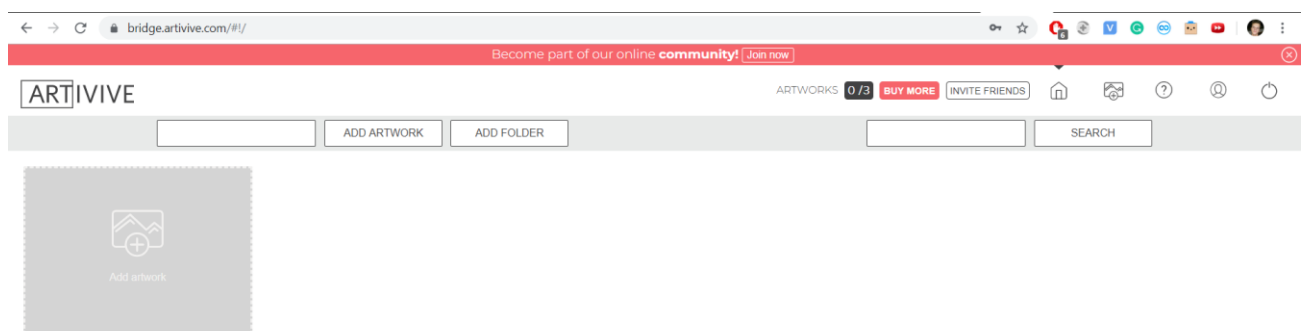 bridge.artivive.com/#!/
6
Become part of our online community! Join now
ARTIVIVE
ARTWORKS 0 /3 BUY MORE INVITE FRIENDS
ADD ARTWORK ADD FOLDER SEARCH
Add artwork